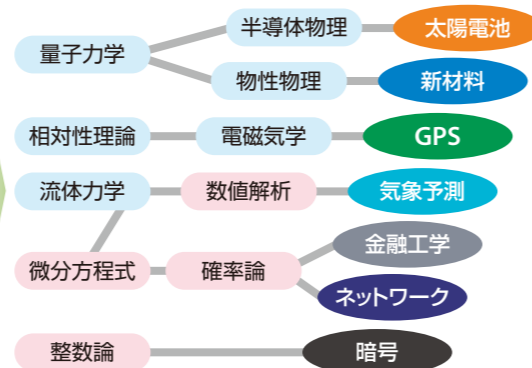 量子力学
半導体物理
太陽電池
物性物理
新材料
相対性理論
電磁気学
GPS
流体力学
数値解析
気象予測
微分方程式
確率論
金融工学
ネットワーク
整数論
暗号